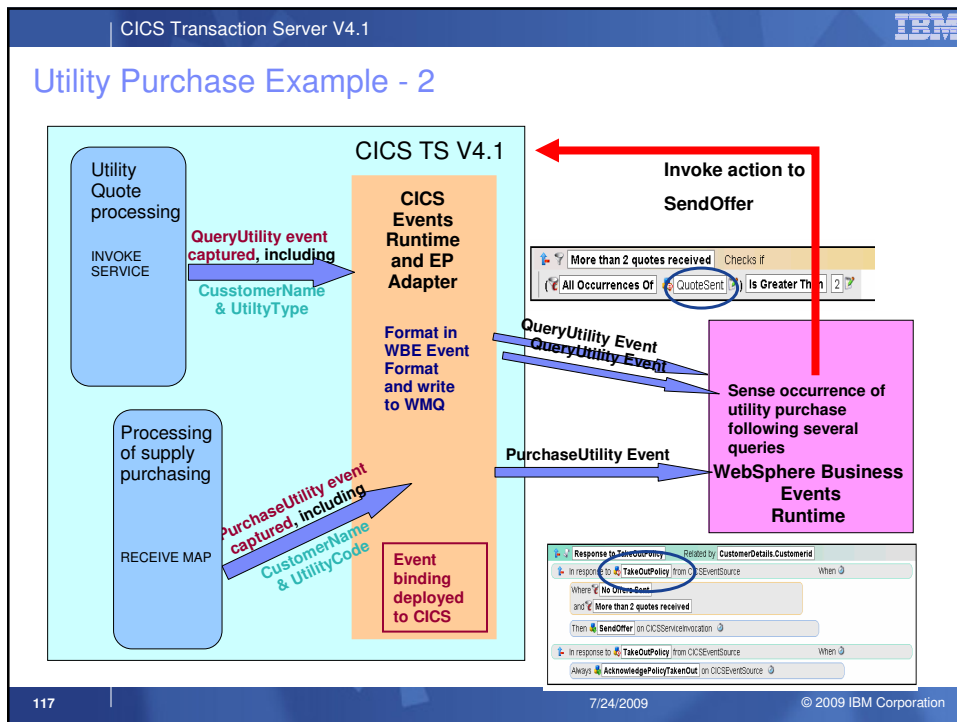 CICS Transaction Server V4.1
IBM
Utility Purchase Example - 2
CICS TS V4.1
Utility
Quote
processing
INVOKE
SERVICE
QueryUtility event
captured, including
CusstomerName
& UtiltyType
CICS
Events
Runtime
and EP
Adapter
Format in
WBE Event
Format
and write
to WMQ
Processing
of supply
purchasing
RECEIVE MAP
PurchaseUtility event
captured, including
CustomerName
& UtilityCode
Event
binding
deployed
to CICS
Invoke action to
SendOffer
More than 2 quotes received Checks if
( All Occurrences Of QuoteSent ) Is Greater Than 2
QueryUtility Event
QueryUtility Event
PurchaseUtility Event
Sense occurrence of
utility purchase
following several
queries
WebSphere Business
Events
Runtime
Response to TakeOutPolicy Related by CustomerDetails.Customerid
In response to TakeOutPolicy from CICSEventSource When
Where No Offers Sent
and More than 2 quotes received
Then SendOffer on CICSServiceInvocation
In response to TakeOutPolicy from CICSEventSource When
Always AcknowledgePolicyTakenOut on CICSEventSource
117
7/24/2009
© 2009 IBM Corporation